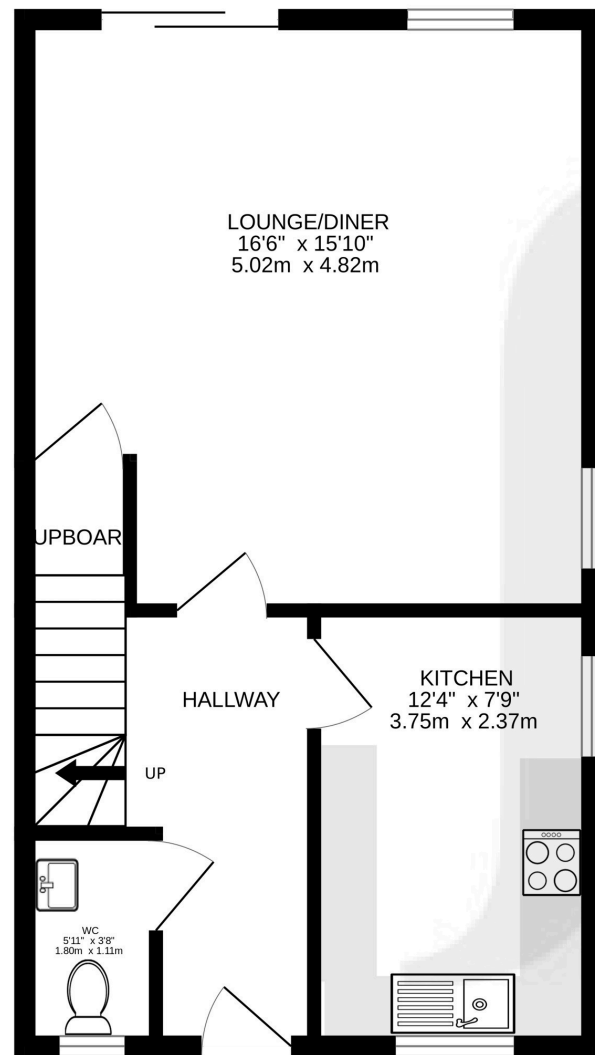 LOUNGE/DINER
16'6" x 15'10"
5.02m x 4.82m
UPBOAR
HALLWAY
KITCHEN
12'4" x 7'9"
3.75m x 2.37m
UP
WC
5'11" x 3'8"
1.80m x 1.11m